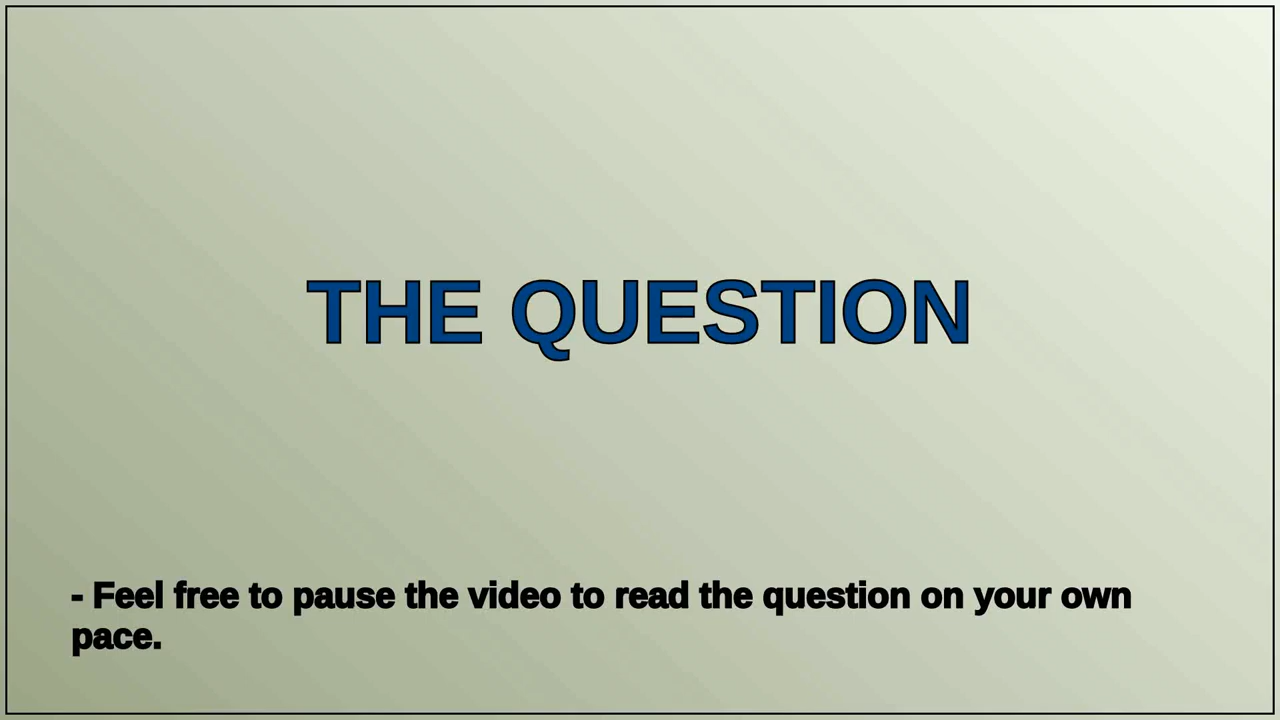 THE QUESTION
- Feel free to pause the video to read the question on your own
pace.